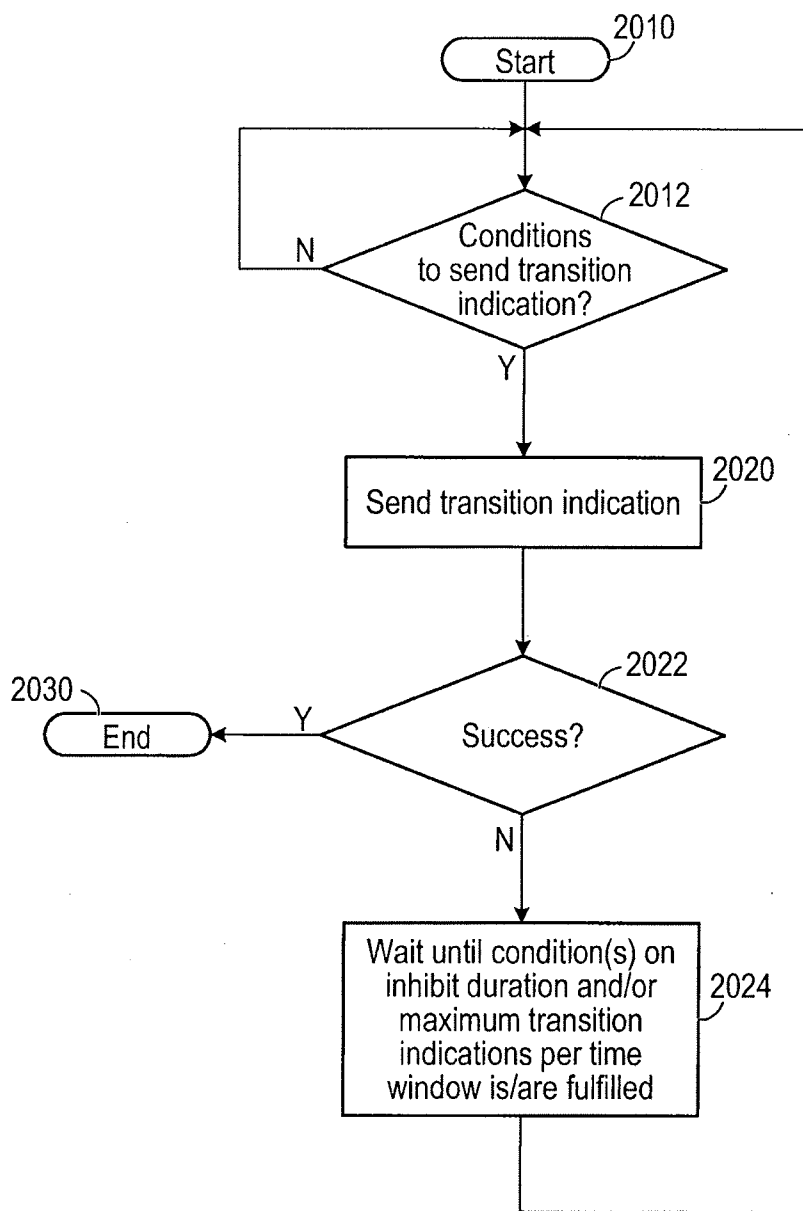 2010
Start
2012
Conditions
to send transition
indication?
N
Y
2020
Send transition indication
2022
2030
End
Y
Success?
N
Wait until condition(s) on
inhibit duration and/or
maximum transition
indications per time
window is/are fulfilled
2024